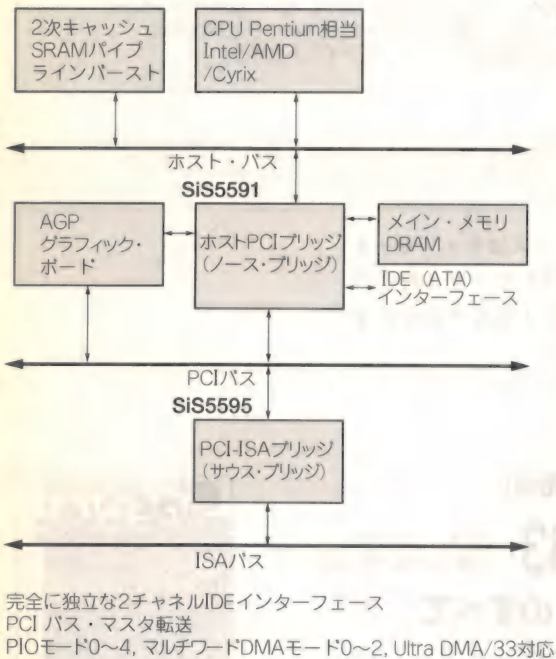 2次キャッシュ
SRAMパイプ
ラインバースト
CPU Pentium相当
Intel/AMD
/Cyrix
ホスト・バス
SiS5591
AGP
グラフィック・
ボード
ホストPCIブリッジ
(ノース・ブリッジ)
メイン・メモリ
DRAM
IDE (ATA)
インターフェース
PCIバス
SiS5595
PCI-ISAブリッジ
(サウス・ブリッジ)
ISAバス
完全に独立な2チャネルIDEインターフェース
PCI バス・マスタ転送
PIOモード0〜4, マルチワードDMAモード0〜2, Ultra DMA/33対応